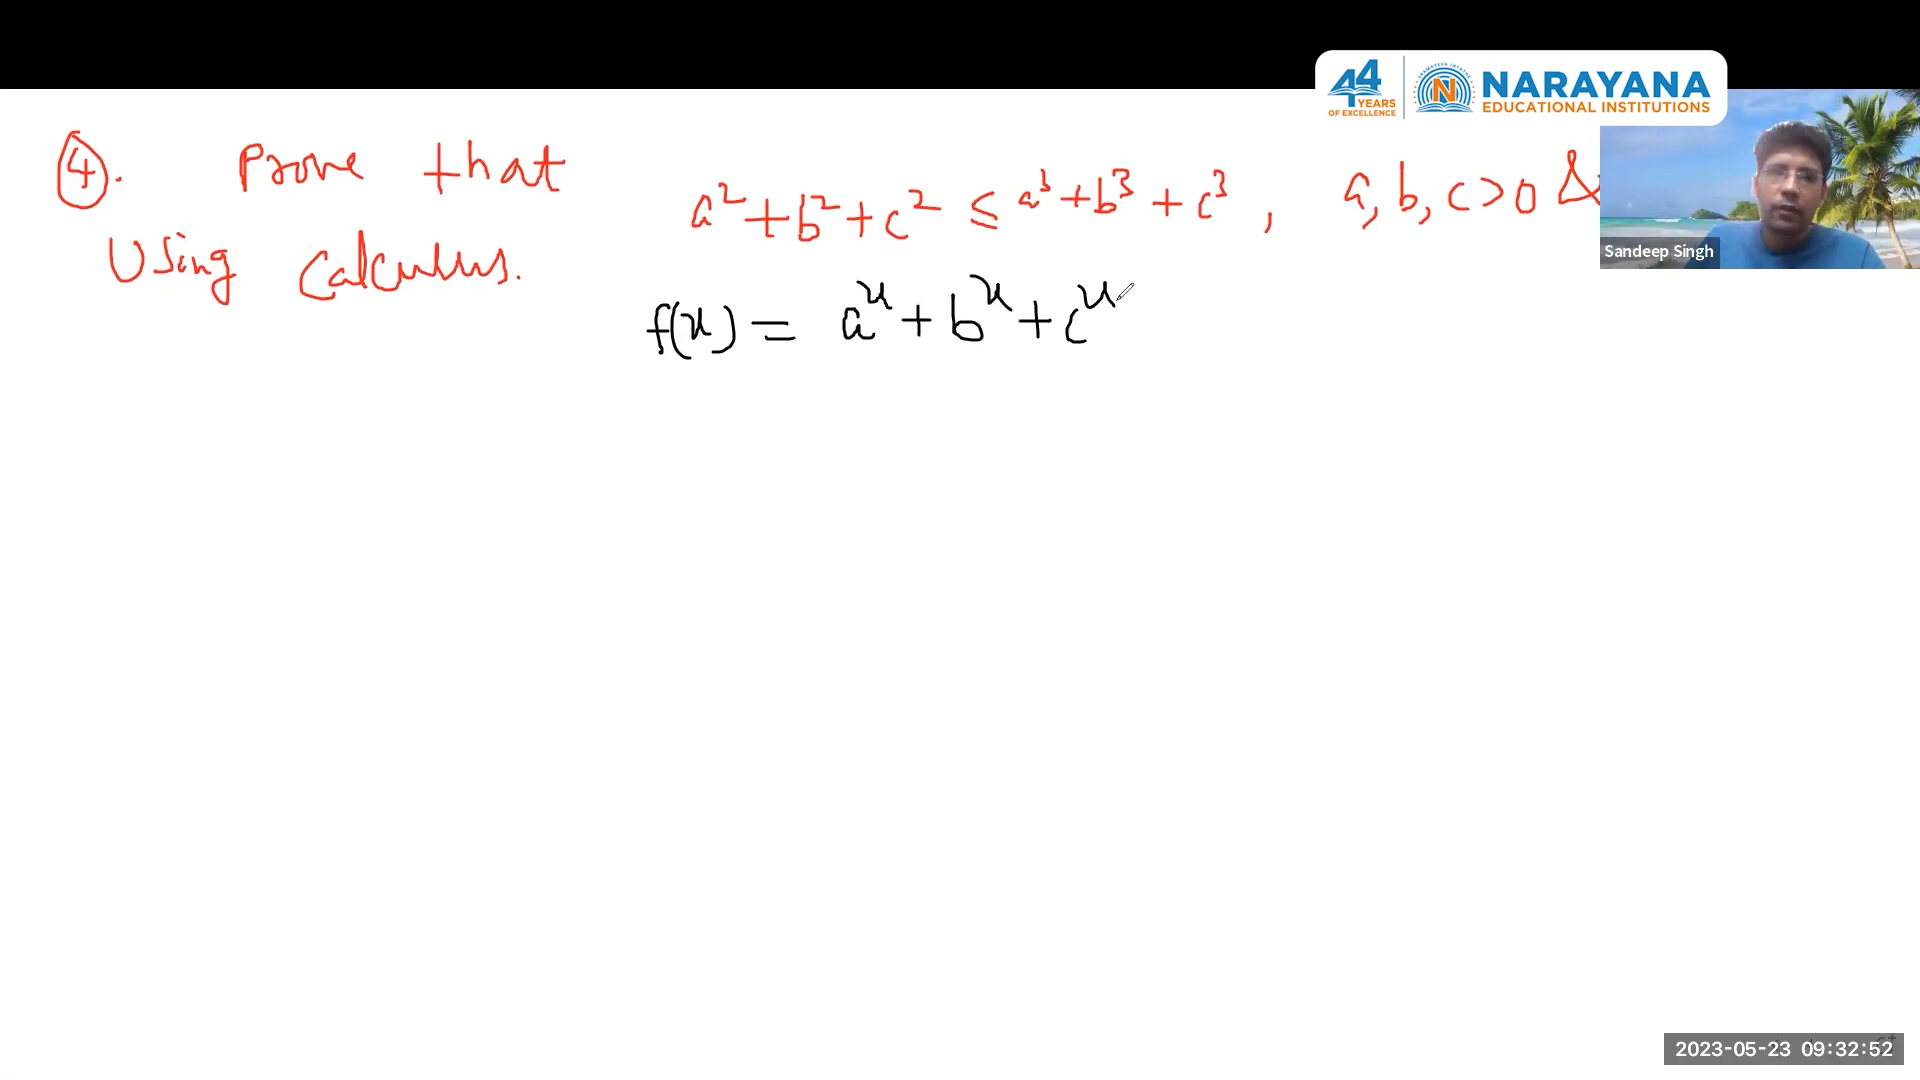 44 YEARS OF EXCELLENCE
NARAYANA
EDUCATIONAL INSTITUTIONS
④. Prove that a² + b² + c² ≤ a³ + b³ + c³, a, b, c > 0 &
Using Calculus.
f(x) = aˣ + bˣ + cˣ
Sandeep Singh
2023-05-23 09:32:52